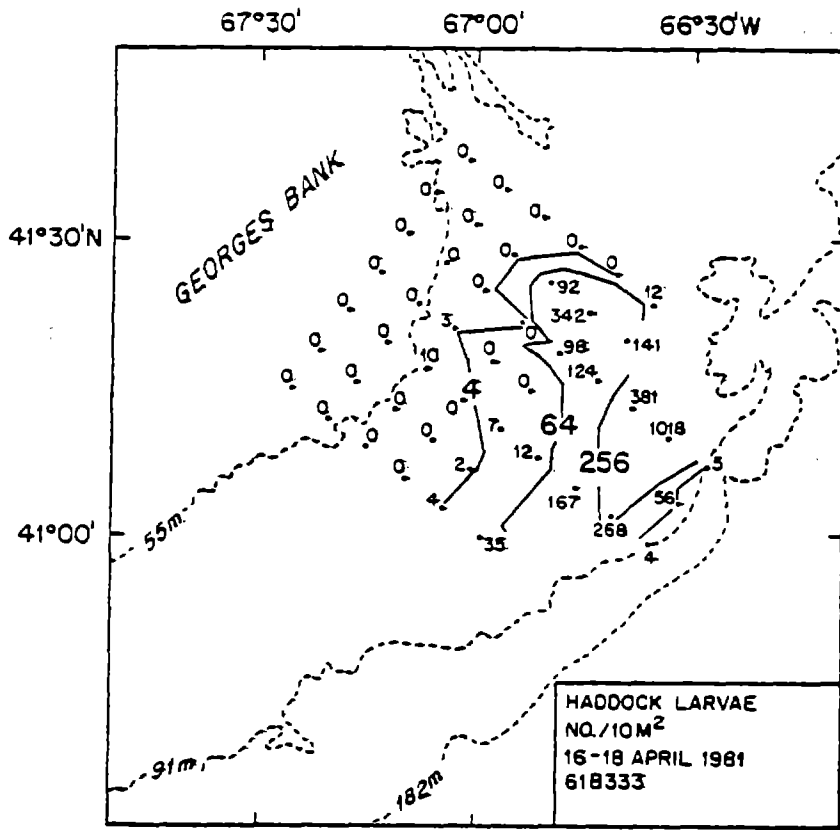 67°30' 67°00' 66°30'W
GEORGES BANK
41°30'N
41°00'
0
0 0
0 0
0 0 0
0 0 0 0
0 92 12
0 0 342
3 0
0 0 98 141
10 0 124
0 0 4 0
0 0 0 381
7 64
0 0 1018
12 256
0 2 5
4 167 56
268
35 4
55m
91m
182m
HADDOCK LARVAE
NO./10M²
16-18 APRIL 1981
618333